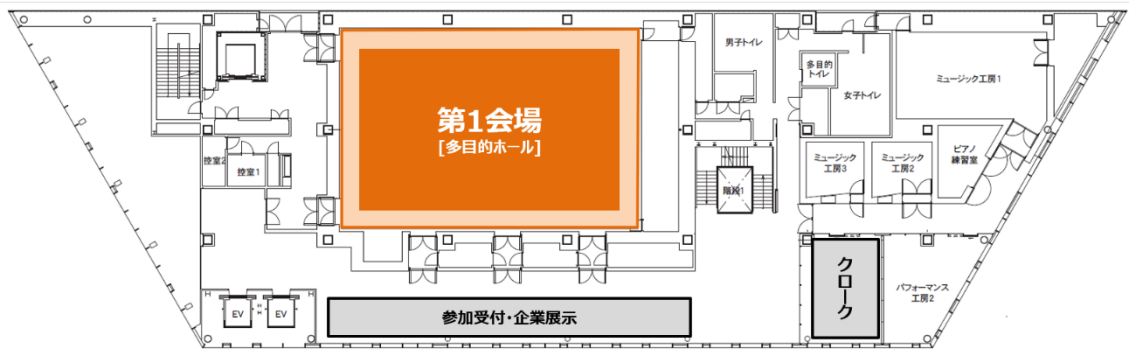 男子トイレ
多目的
トイレ
女子トイレ
ミュージック工房1
第1会場
[多目的ホール]
控室2
控室1
階段1
ミュージック
工房3
ミュージック
工房2
ピアノ
練習室
EV
EV
参加受付・企業展示
クローク
パフォーマンス
工房2